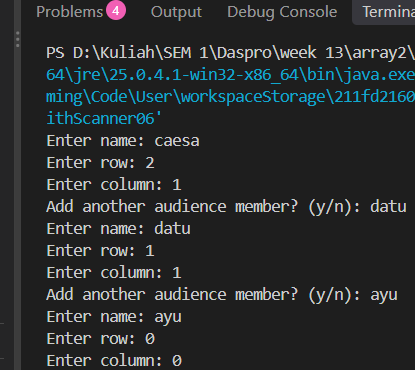 Problems 4 Output Debug Console Termina
PS D:\Kuliah\SEM 1\Daspro\week 13\array2\
64\jre\25.0.4.1-win32-x86_64\bin\java.exe
ming\Code\User\workspaceStorage\211fd2160
ithScanner06'
Enter name: caesa
Enter row: 2
Enter column: 1
Add another audience member? (y/n): datu
Enter name: datu
Enter row: 1
Enter column: 1
Add another audience member? (y/n): ayu
Enter name: ayu
Enter row: 0
Enter column: 0